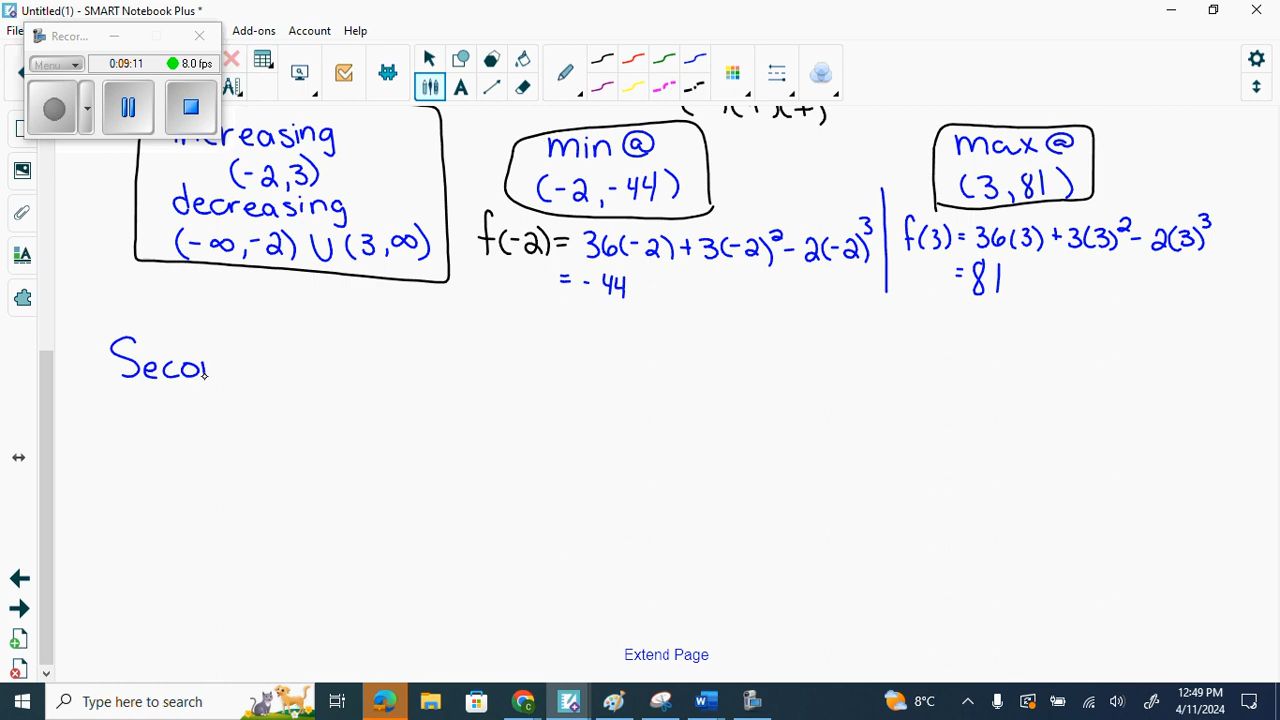 Untitled(1) - SMART Notebook Plus *
Recor...
Add-ons Account Help
Menu
0:09:11
8.0 fps
increasing
(-2,3)
decreasing
(-∞,-2) ∪ (3,∞)
min @
(-2, -44)
f(-2) = 36(-2) + 3(-2)² - 2(-2)³
= - 44
max @
(3, 81)
f(3) = 36(3) + 3(3)² - 2(3)³
= 81
Secon
Extend Page
Type here to search
8°C
12:49 PM
4/11/2024